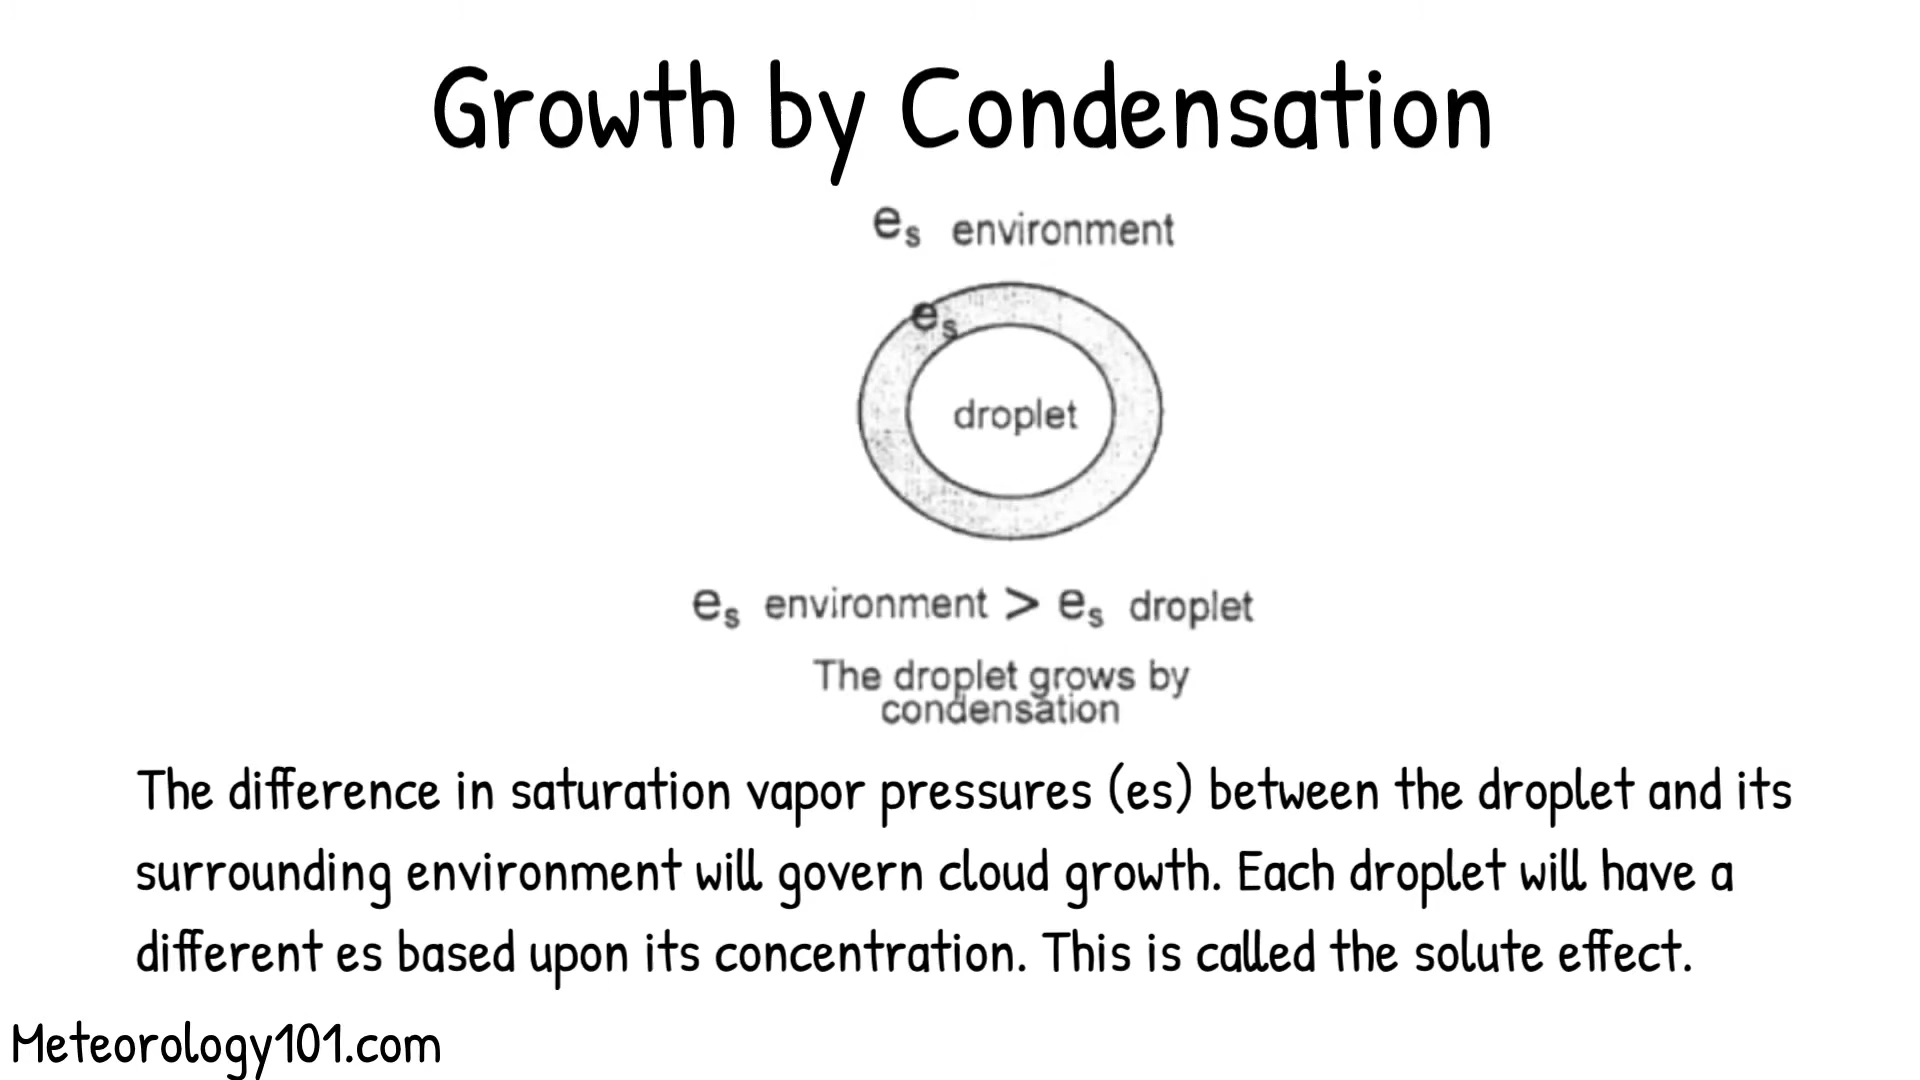 Growth by Condensation
es environment
es
droplet
es environment > es droplet
The droplet grows by
condensation
The difference in saturation vapor pressures (es) between the droplet and its
surrounding environment will govern cloud growth. Each droplet will have a
different es based upon its concentration. This is called the solute effect.
Meteorology101.com